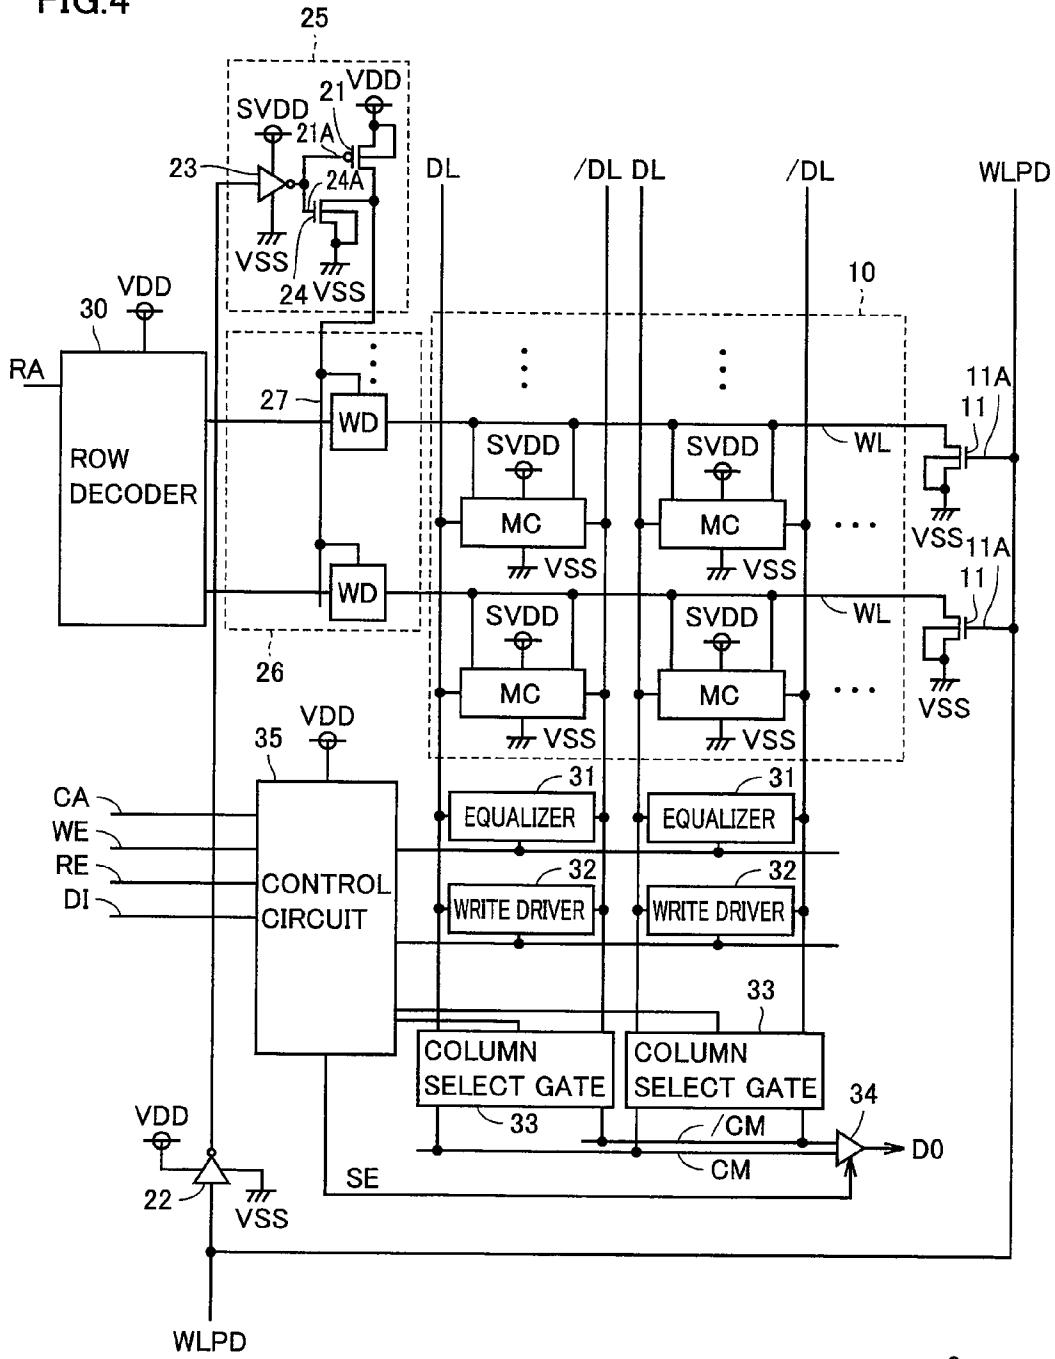 FIG.4
25
21 VDD
SVDD
21A
23
24A
VSS
24 VSS
DL /DL DL /DL WLPD
10
VDD
30
RA
27
WD
ROW
DECODER
SVDD SVDD
MC MC
VSS VSS
WL
11A
11
VSS
WD
26
SVDD SVDD
MC MC
VSS VSS
WL
11A
11
VSS
VDD
35
CA
WE
RE
DI
CONTROL
CIRCUIT
31 31
EQUALIZER EQUALIZER
32 32
WRITE DRIVER WRITE DRIVER
33
COLUMN
SELECT GATE
COLUMN
SELECT GATE
33
/CM
CM
34
D0
SE
VDD
22
VSS
WLPD